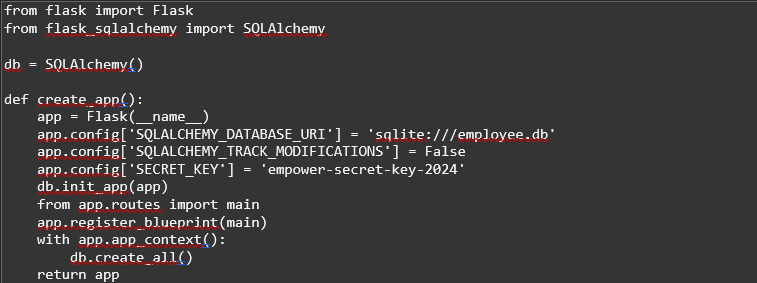 from flask import Flask
from flask_sqlalchemy import SQLAlchemy
db = SQLAlchemy()
def create_app():
    app = Flask(__name__)
    app.config['SQLALCHEMY_DATABASE_URI'] = 'sqlite:///employee.db'
    app.config['SQLALCHEMY_TRACK_MODIFICATIONS'] = False
    app.config['SECRET_KEY'] = 'empower-secret-key-2024'
    db.init_app(app)
    from app.routes import main
    app.register_blueprint(main)
    with app.app_context():
        db.create_all()
    return app